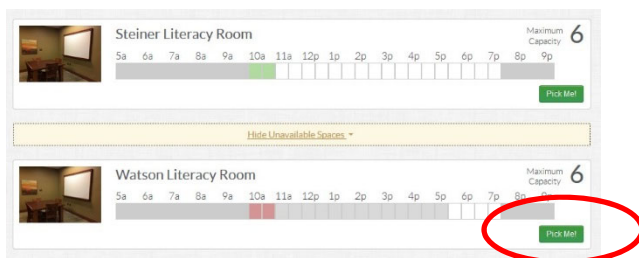 Steiner Literacy Room
Maximum Capacity 6
5a 6a 7a 8a 9a 10a 11a 12p 1p 2p 3p 4p 5p 6p 7p 8p 9p
Pick Me!
Hide Unavailable Spaces
Watson Literacy Room
Maximum Capacity 6
5a 6a 7a 8a 9a 10a 11a 12p 1p 2p 3p 4p 5p 6p 7p 8p 9p
Pick Me!